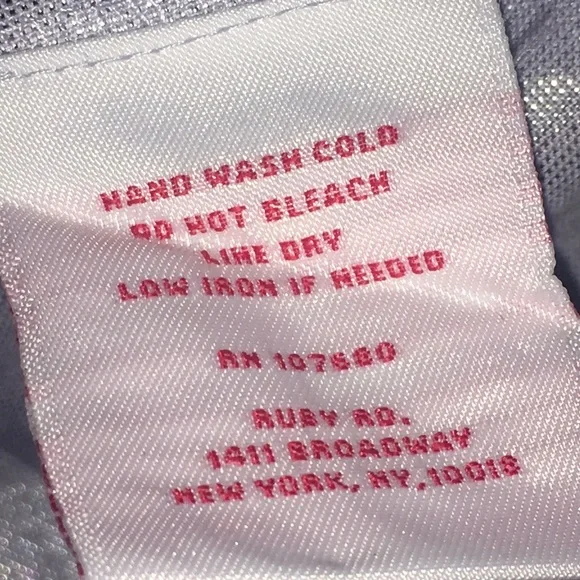 HAND WASH COLD
DO NOT BLEACH
LINE DRY
LOW IRON IF NEEDED
RN 107660
RUBY RD.
1411 BROADWAY
NEW YORK, NY.10018